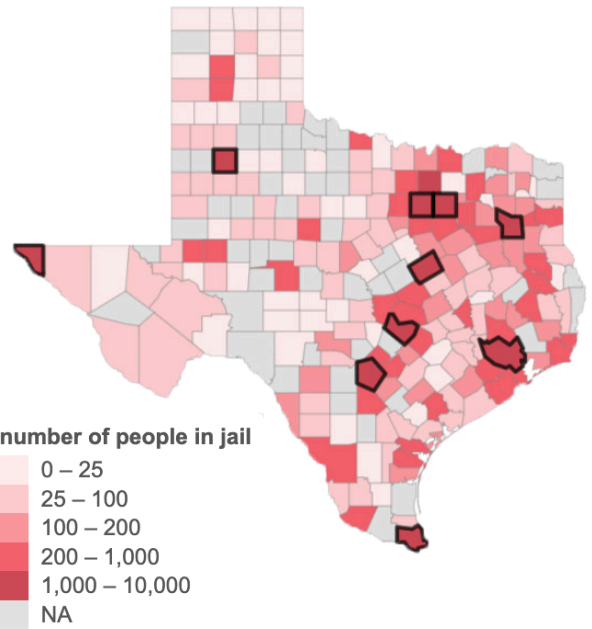 number of people in jail
0 – 25
25 – 100
100 – 200
200 – 1,000
1,000 – 10,000
NA